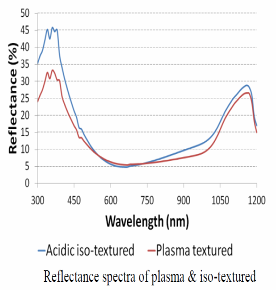 50
45
40
35
30
25
20
15
10
5
0
Reflectance (%)
300 450 600 750 900 1050 1200
Wavelength (nm)
Acidic iso-textured Plasma textured
Reflectance spectra of plasma & iso-textured